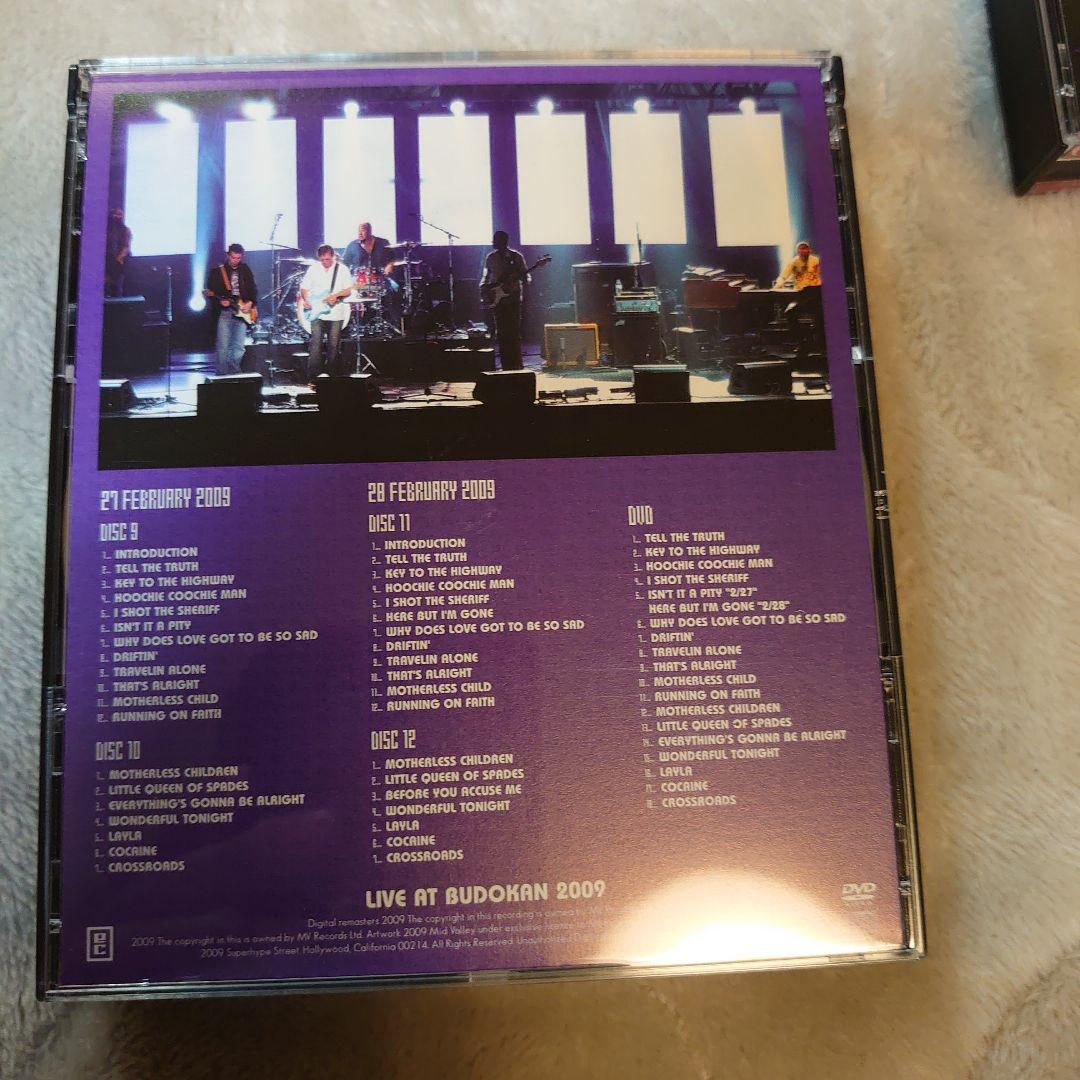 27 FEBRUARY 2009
DISC 9
1... INTRODUCTION
2... TELL THE TRUTH
3... KEY TO THE HIGHWAY
4... HOOCHIE COOCHIE MAN
5... I SHOT THE SHERIFF
6... ISN'T IT A PITY
7... WHY DOES LOVE GOT TO BE SO SAD
8... DRIFTIN'
9... TRAVELIN ALONE
10... THAT'S ALRIGHT
11... MOTHERLESS CHILD
12... RUNNING ON FAITH
DISC 10
1... MOTHERLESS CHILDREN
2... LITTLE QUEEN OF SPADES
3... EVERYTHING'S GONNA BE ALRIGHT
4... WONDERFUL TONIGHT
5... LAYLA
6... COCAINE
7... CROSSROADS
28 FEBRUARY 2009
DISC 11
1... INTRODUCTION
2... TELL THE TRUTH
3... KEY TO THE HIGHWAY
4... HOOCHIE COOCHIE MAN
5... I SHOT THE SHERIFF
6... HERE BUT I'M GONE
7... WHY DOES LOVE GOT TO BE SO SAD
8... DRIFTIN'
9... TRAVELIN ALONE
10... THAT'S ALRIGHT
11... MOTHERLESS CHILD
12... RUNNING ON FAITH
DISC 12
1... MOTHERLESS CHILDREN
2... LITTLE QUEEN OF SPADES
3... BEFORE YOU ACCUSE ME
4... WONDERFUL TONIGHT
5... LAYLA
6... COCAINE
7... CROSSROADS
DVD
1... TELL THE TRUTH
2... KEY TO THE HIGHWAY
3... HOOCHIE COOCHIE MAN
4... I SHOT THE SHERIFF
5... ISN'T IT A PITY "2/27"
HERE BUT I'M GONE "2/28"
6... WHY DOES LOVE GOT TO BE SO SAD
7... DRIFTIN'
8... TRAVELIN ALONE
9... THAT'S ALRIGHT
10... MOTHERLESS CHILD
11... RUNNING ON FAITH
12... MOTHERLESS CHILDREN
13... LITTLE QUEEN OF SPADES
14... EVERYTHING'S GONNA BE ALRIGHT
15... WONDERFUL TONIGHT
16... LAYLA
17... COCAINE
18... CROSSROADS
LIVE AT BUDOKAN 2009
DVD
ec
Digital remasters 2009 The copyright in this recording is owned by
2009 The copyright in this is owned by MV Records Ltd. Artwork 2009 Mid Valley under exclusive
2009 Superhype Street Hollywood, California 00214. All Rights Reserved. Unauthorized